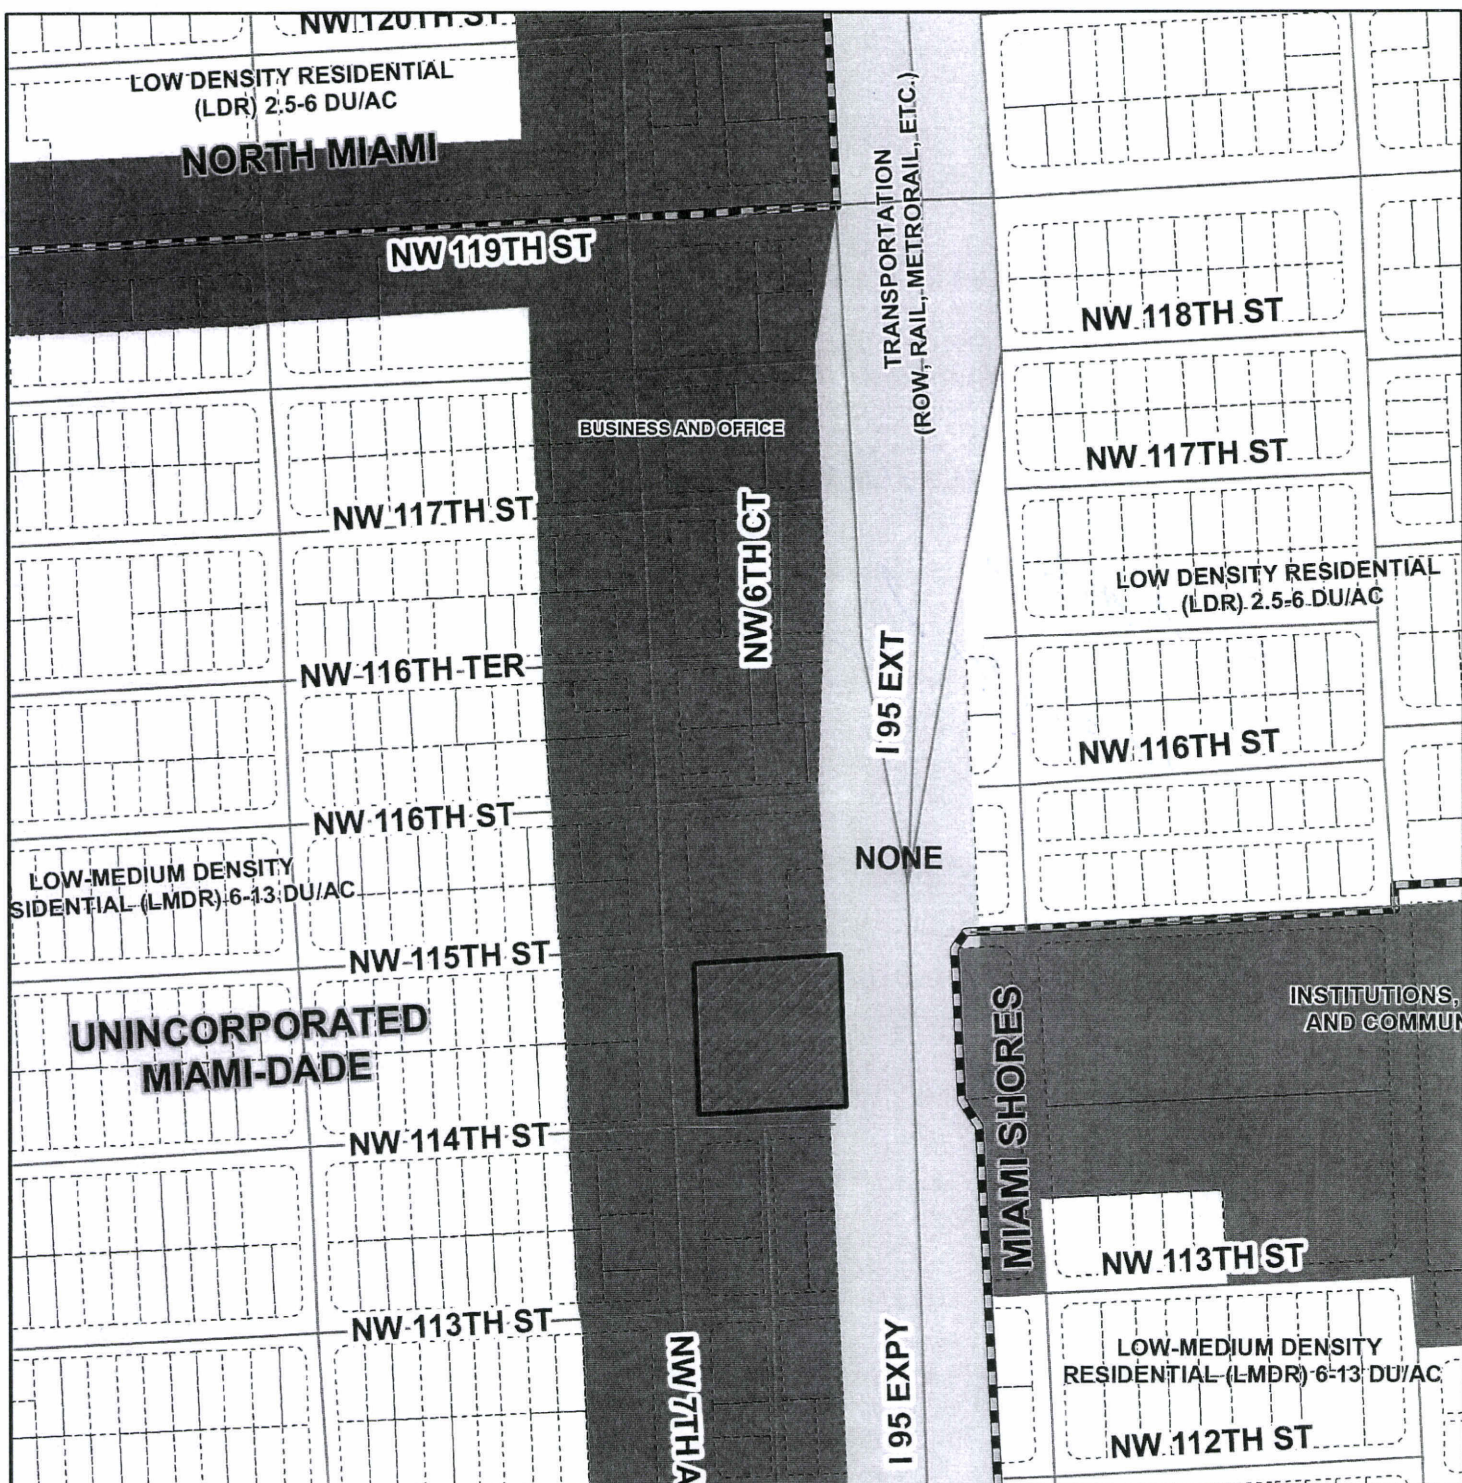 NW 120TH ST
LOW DENSITY RESIDENTIAL
(LDR) 2.5-6 DU/AC
NORTH MIAMI
NW 119TH ST
TRANSPORTATION
(ROW, RAIL, METRORAIL, ETC.)
NW 118TH ST
BUSINESS AND OFFICE
NW 117TH ST
NW 117TH ST
NW 6TH CT
LOW DENSITY RESIDENTIAL
(LDR) 2.5-6 DU/AC
NW 116TH TER
I 95 EXT
NW 116TH ST
NW 116TH ST
NONE
LOW-MEDIUM DENSITY
SIDENTIAL (LMDR) 6-13 DU/AC
NW 115TH ST
UNINCORPORATED
MIAMI-DADE
MIAMI SHORES
INSTITUTIONS,
AND COMMUN
NW 114TH ST
NW 113TH ST
NW 113TH ST
NW 7TH A
I 95 EXPY
LOW-MEDIUM DENSITY
RESIDENTIAL (LMDR) 6-13 DU/AC
NW 112TH ST